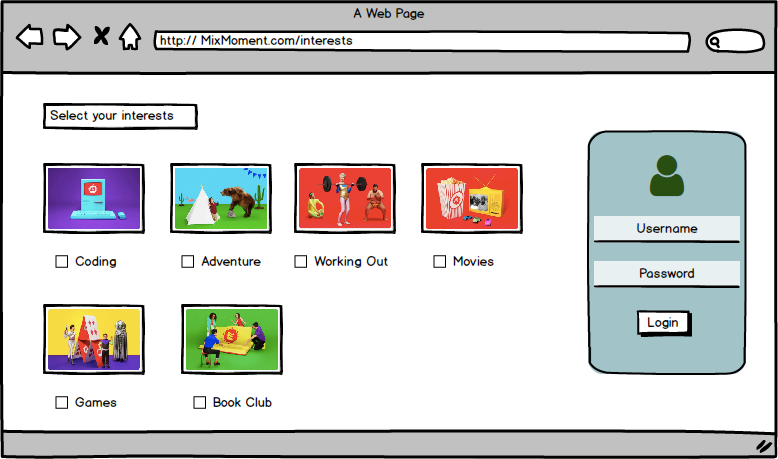 A Web Page
http:// MixMoment.com/interests
Select your interests
Coding
Adventure
Working Out
Movies
Games
Book Club
Username
Password
Login